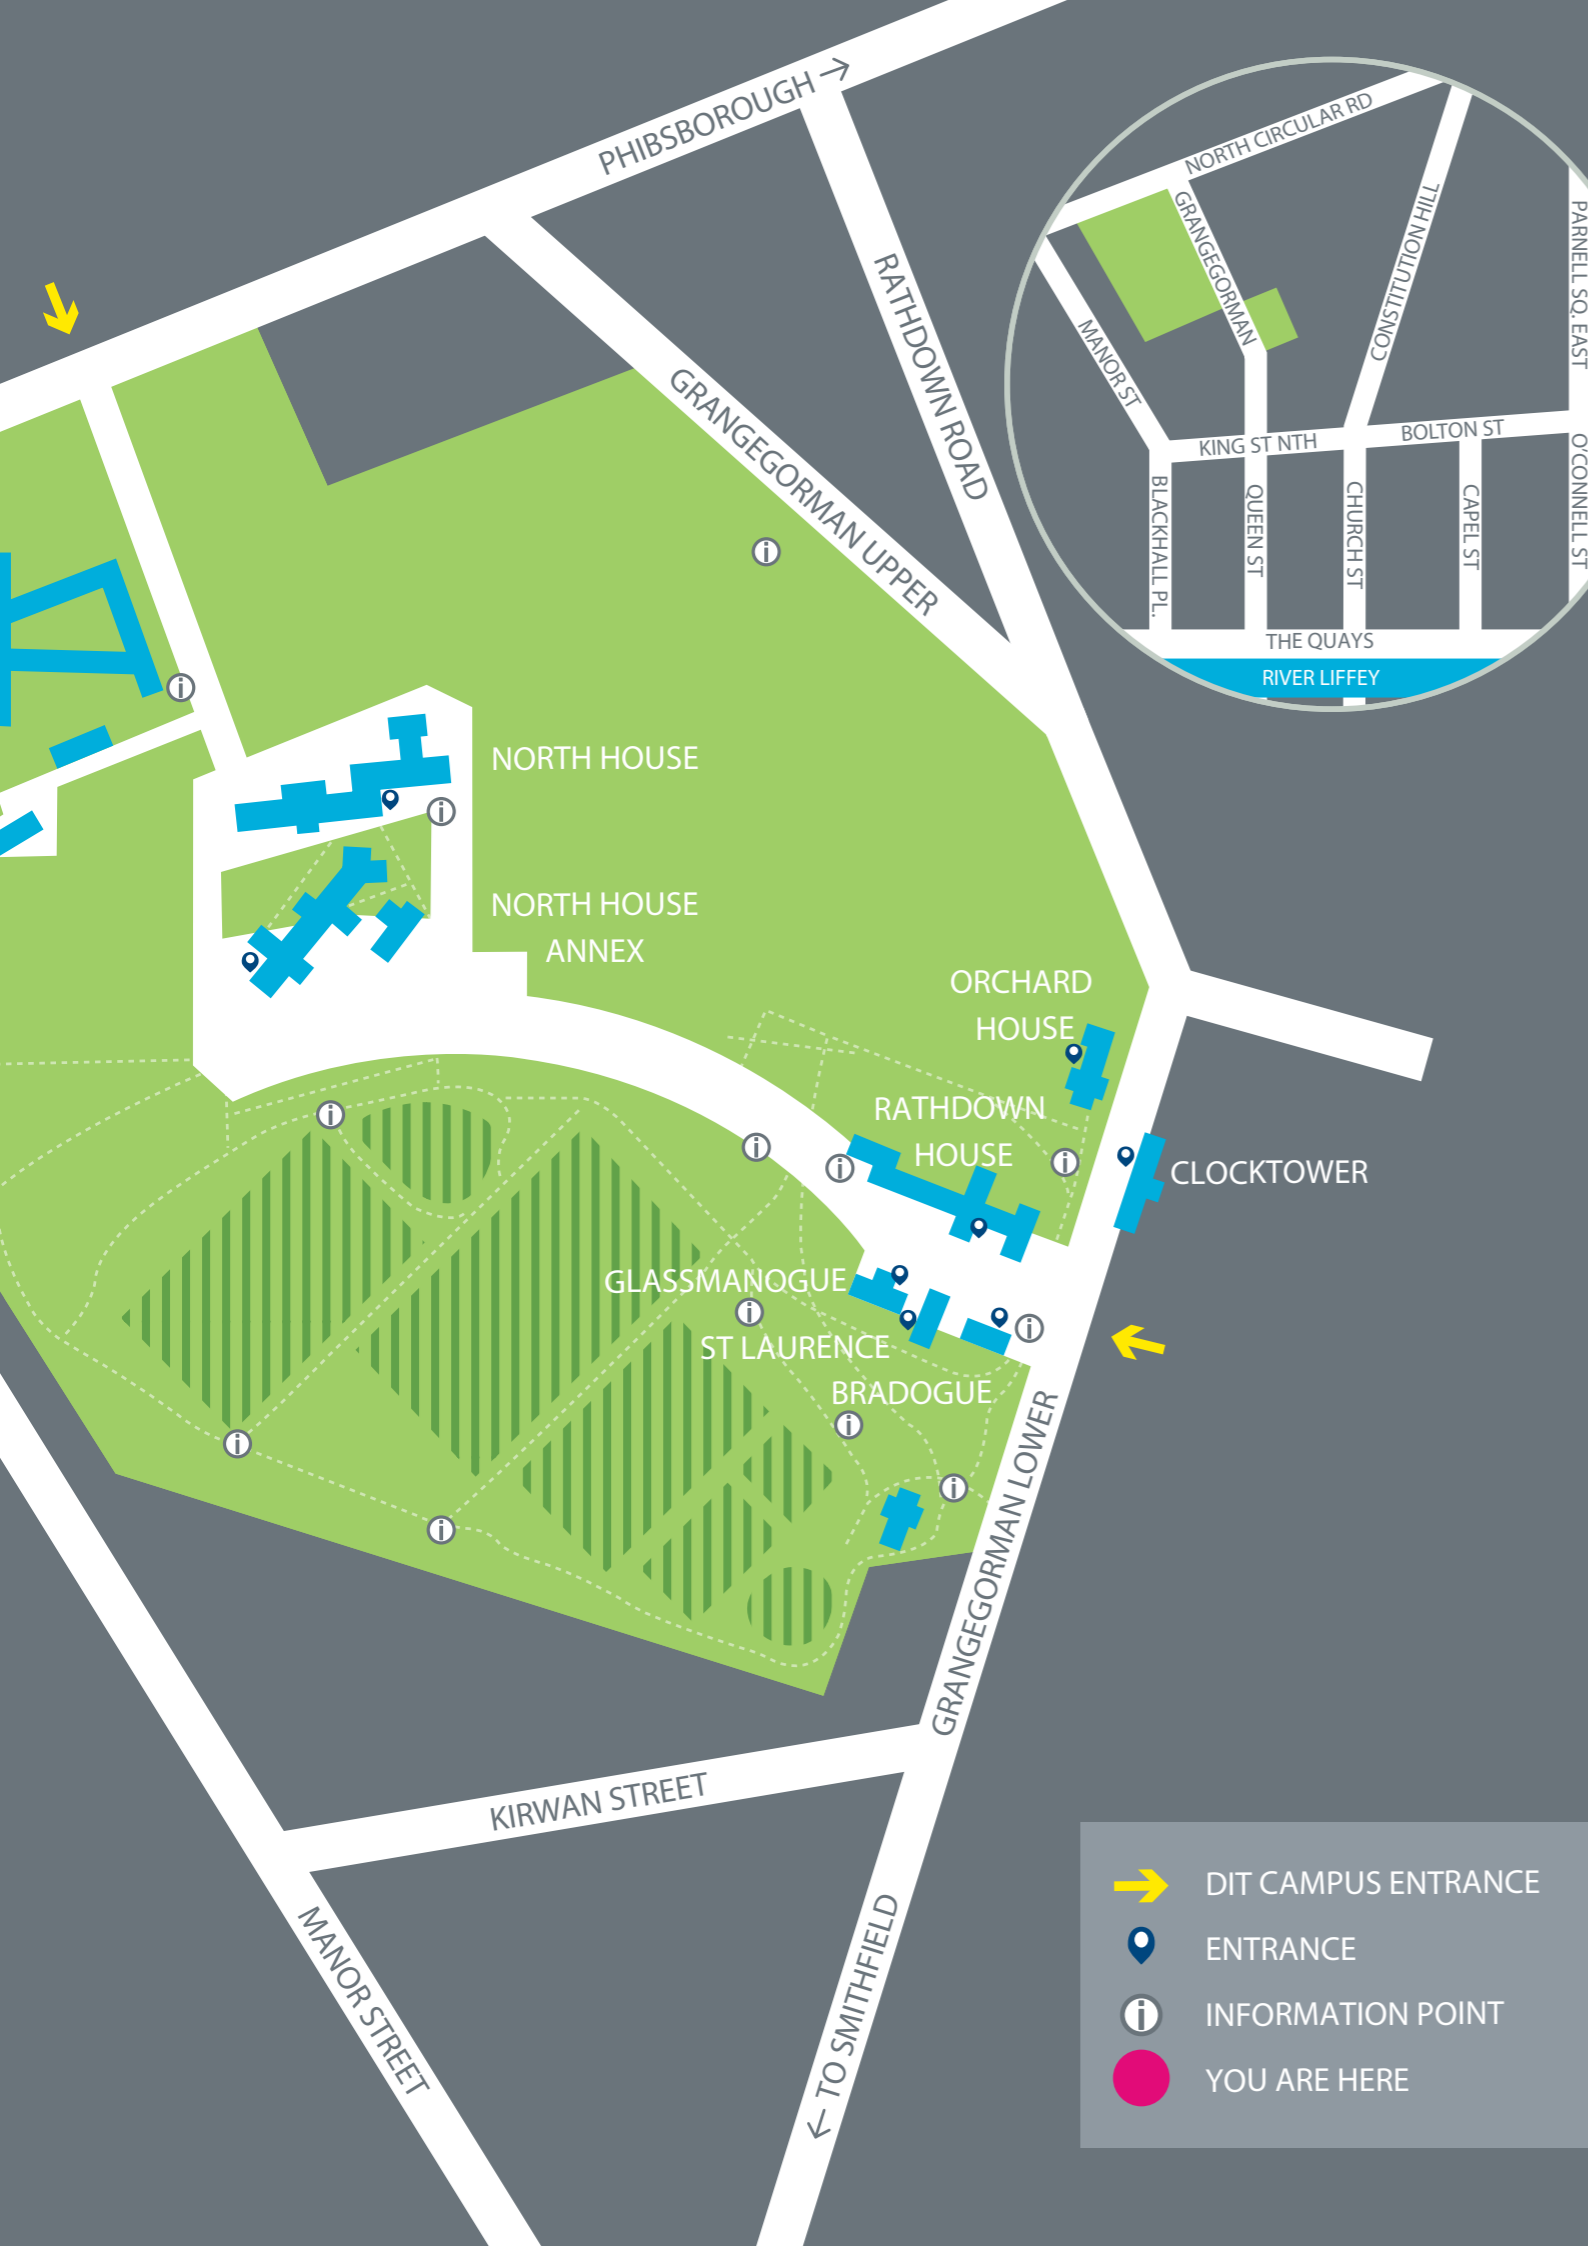 PHIBSBOROUGH →
RATHDOWN ROAD
GRANGEGORMAN UPPER
NORTH CIRCULAR RD
GRANGEGORMAN
CONSTITUTION HILL
PARNELL SQ. EAST
MANOR ST
KING ST NTH
BOLTON ST
O'CONNELL ST
BLACKHALL PL.
QUEEN ST
CHURCH ST
CAPEL ST
THE QUAYS
RIVER LIFFEY
NORTH HOUSE
NORTH HOUSE
ANNEX
ORCHARD
HOUSE
RATHDOWN
HOUSE
CLOCKTOWER
GLASSMANOGUE
ST LAURENCE
BRADOGUE
GRANGEGORMAN LOWER
KIRWAN STREET
MANOR STREET
← TO SMITHFIELD
DIT CAMPUS ENTRANCE
ENTRANCE
INFORMATION POINT
YOU ARE HERE